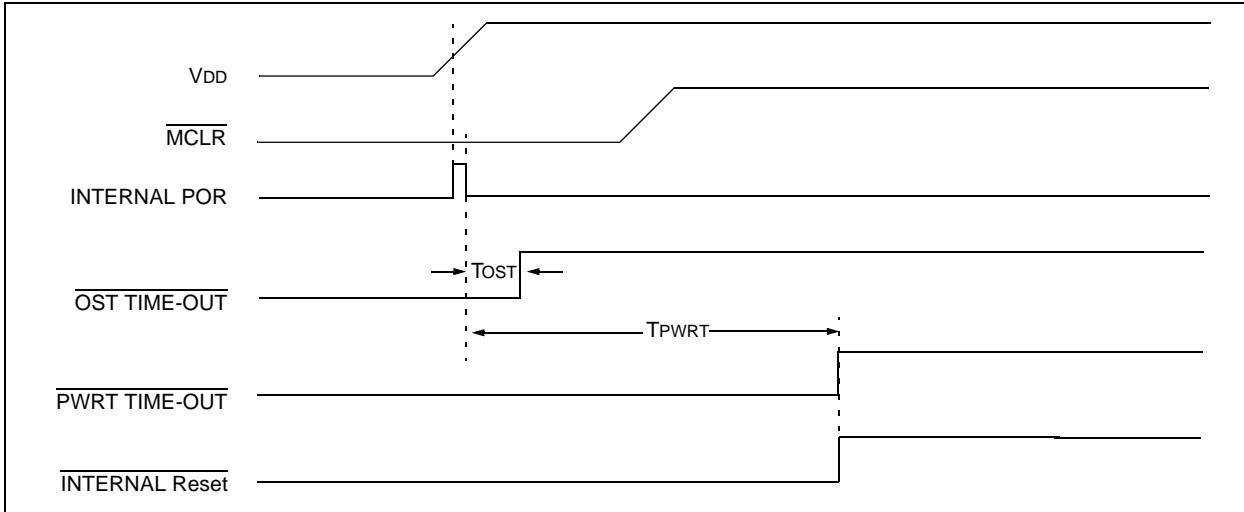 VDD
MCLR
INTERNAL POR
TOST
OST TIME-OUT
TPWRT
PWRT TIME-OUT
INTERNAL Reset